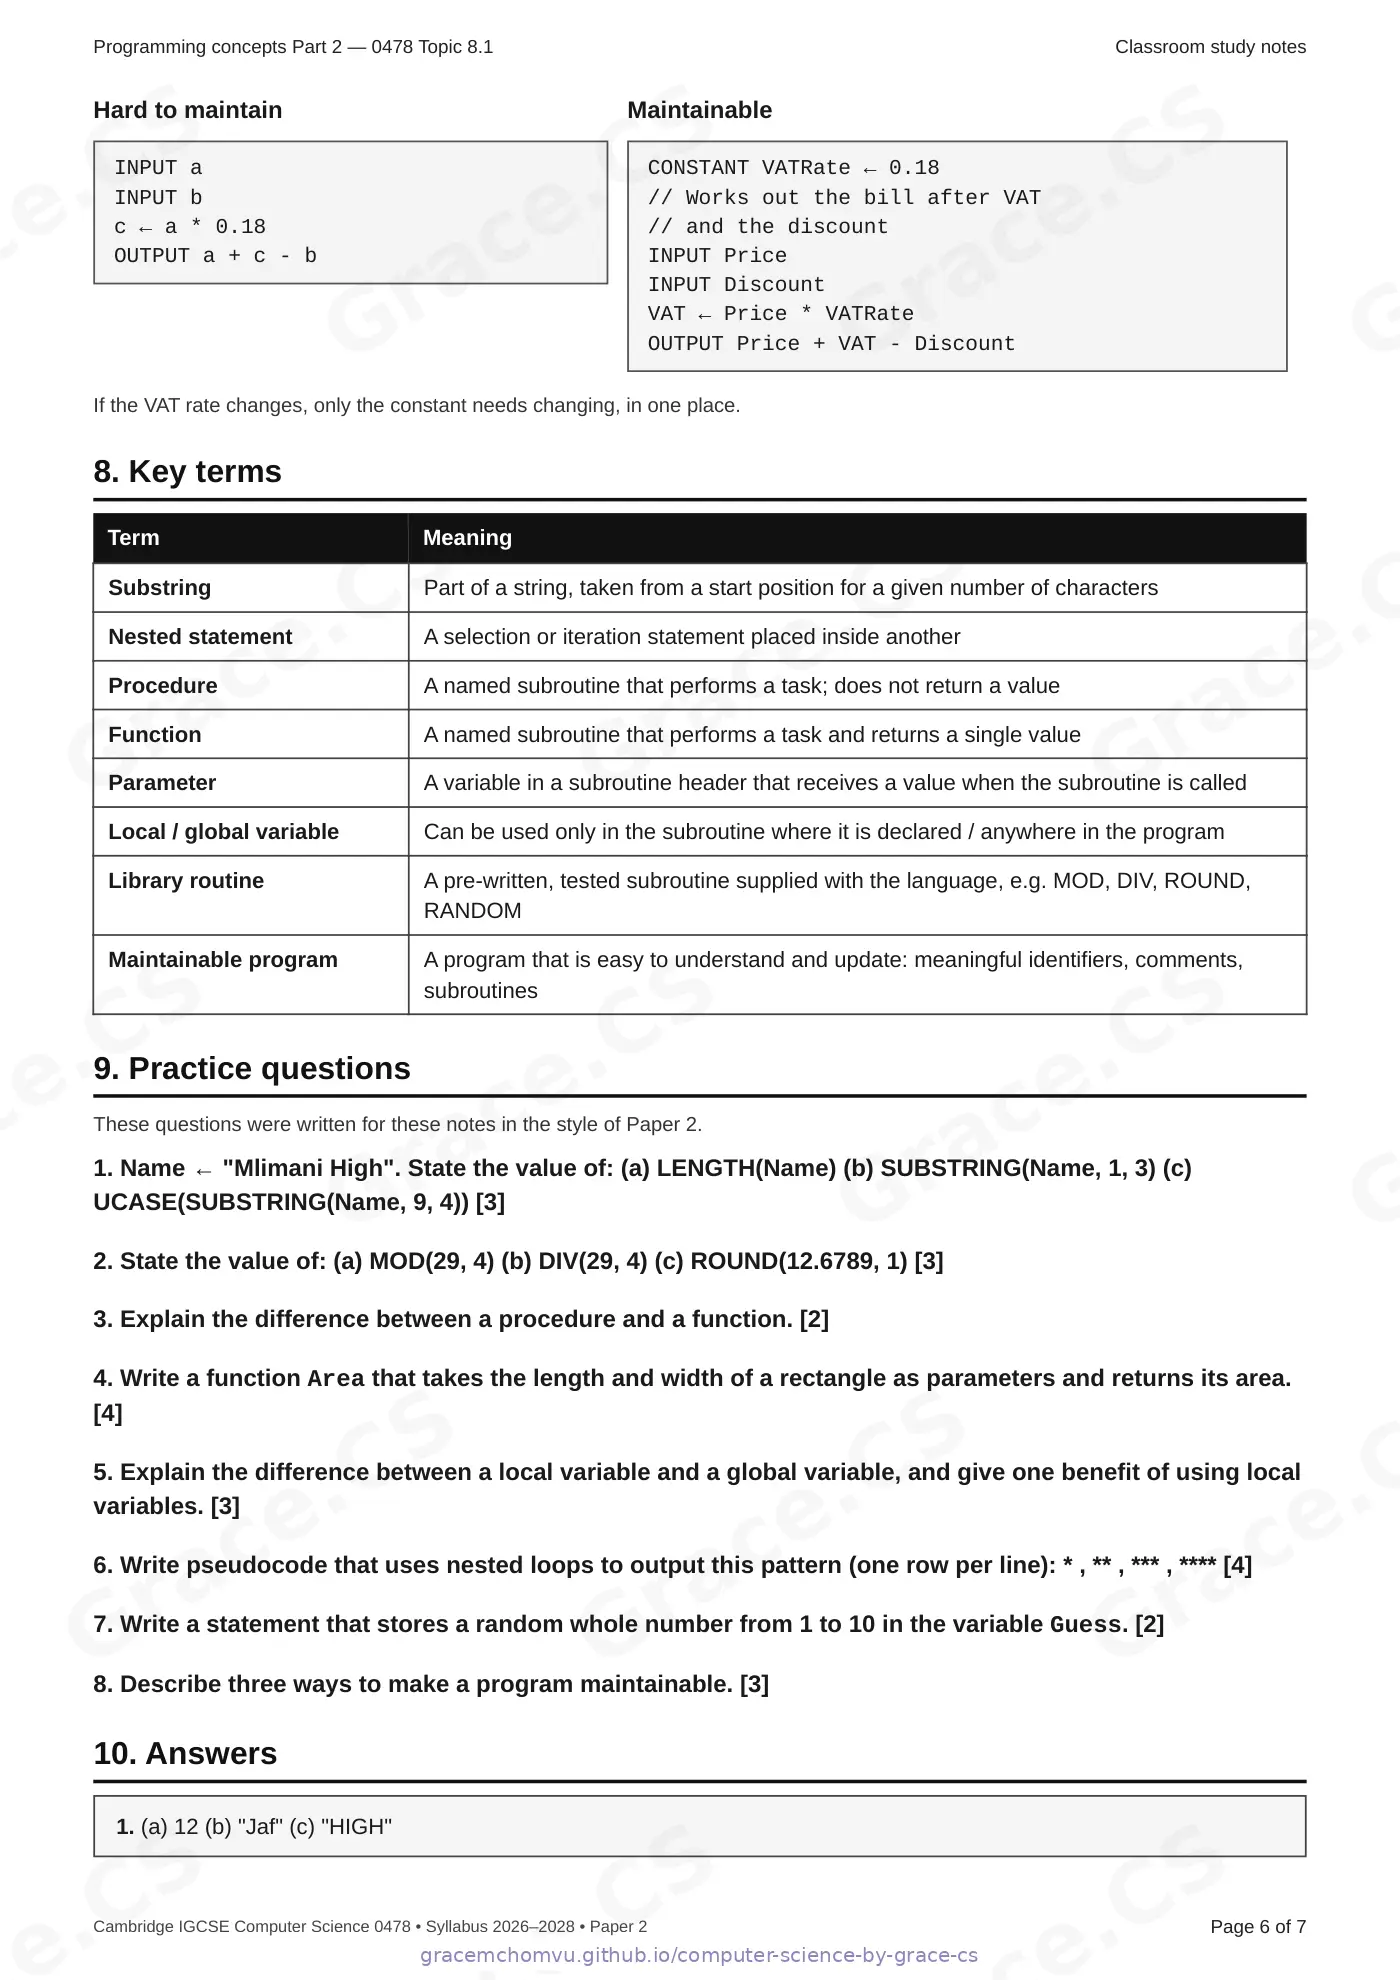 Programming concepts Part 2 — 0478 Topic 8.1
Classroom study notes
Hard to maintain
INPUT a
INPUT b
c ← a * 0.18
OUTPUT a + c - b
Maintainable
CONSTANT VATRate ← 0.18
// Works out the bill after VAT
// and the discount
INPUT Price
INPUT Discount
VAT ← Price * VATRate
OUTPUT Price + VAT - Discount
If the VAT rate changes, only the constant needs changing, in one place.
8. Key terms
Term Meaning
Substring Part of a string, taken from a start position for a given number of characters
Nested statement A selection or iteration statement placed inside another
Procedure A named subroutine that performs a task; does not return a value
Function A named subroutine that performs a task and returns a single value
Parameter A variable in a subroutine header that receives a value when the subroutine is called
Local / global variable Can be used only in the subroutine where it is declared / anywhere in the program
Library routine A pre-written, tested subroutine supplied with the language, e.g. MOD, DIV, ROUND,
RANDOM
Maintainable program A program that is easy to understand and update: meaningful identifiers, comments,
subroutines
9. Practice questions
These questions were written for these notes in the style of Paper 2.
1. Name ← "Mlimani High". State the value of: (a) LENGTH(Name) (b) SUBSTRING(Name, 1, 3) (c)
UCASE(SUBSTRING(Name, 9, 4)) [3]
2. State the value of: (a) MOD(29, 4) (b) DIV(29, 4) (c) ROUND(12.6789, 1) [3]
3. Explain the difference between a procedure and a function. [2]
4. Write a function Area that takes the length and width of a rectangle as parameters and returns its area.
[4]
5. Explain the difference between a local variable and a global variable, and give one benefit of using local
variables. [3]
6. Write pseudocode that uses nested loops to output this pattern (one row per line): * , ** , *** , **** [4]
7. Write a statement that stores a random whole number from 1 to 10 in the variable Guess. [2]
8. Describe three ways to make a program maintainable. [3]
10. Answers
1. (a) 12 (b) "Jaf" (c) "HIGH"
Cambridge IGCSE Computer Science 0478 • Syllabus 2026–2028 • Paper 2
Page 6 of 7
gracemchomvu.github.io/computer-science-by-grace-cs
Grace.CS